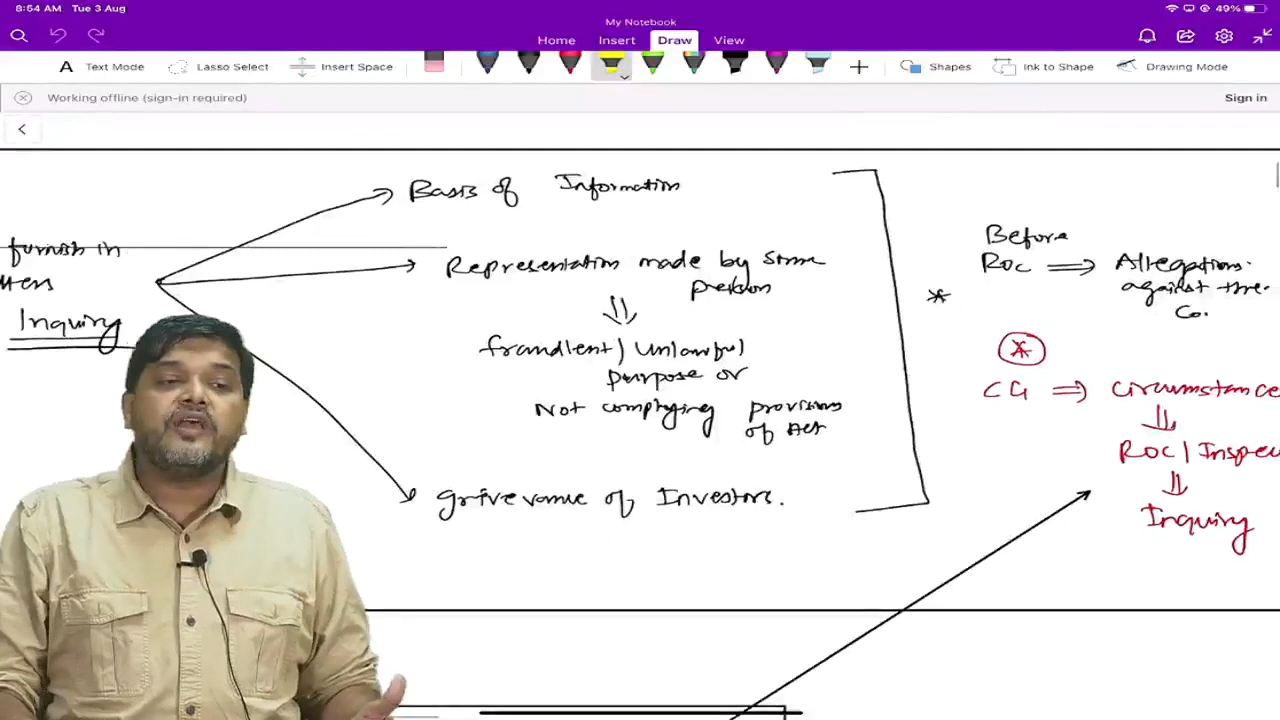 8:54 AM Tue 3 Aug
49%
My Notebook
Home Insert Draw View
Text Mode Lasso Select Insert Space Shapes Ink to Shape Drawing Mode
Working offline (sign-in required)
Sign in
Basis of Information
furnish in
Inquiry
Representation made by some
person
fraudlent/ Unlawful
purpose or
Not complying provisions
of Act
grievance of Investors.
Before
ROC ⇒ Allegations
against the
Co.
*
*
CG ⇒ Circumstance
ROC/Inspec
Inquiry